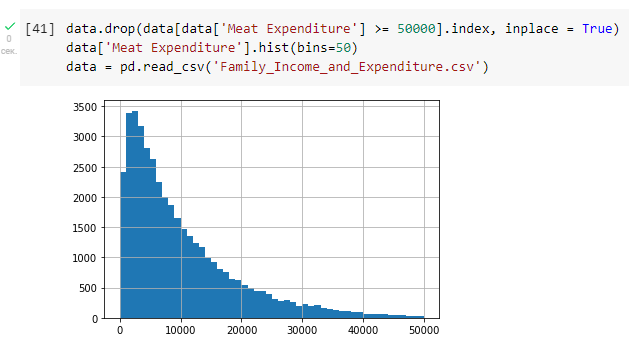 [41] data.drop(data[data['Meat Expenditure'] >= 50000].index, inplace = True)
0
сек.
data['Meat Expenditure'].hist(bins=50)
data = pd.read_csv('Family_Income_and_Expenditure.csv')
3500
3000
2500
2000
1500
1000
500
0
0 10000 20000 30000 40000 50000